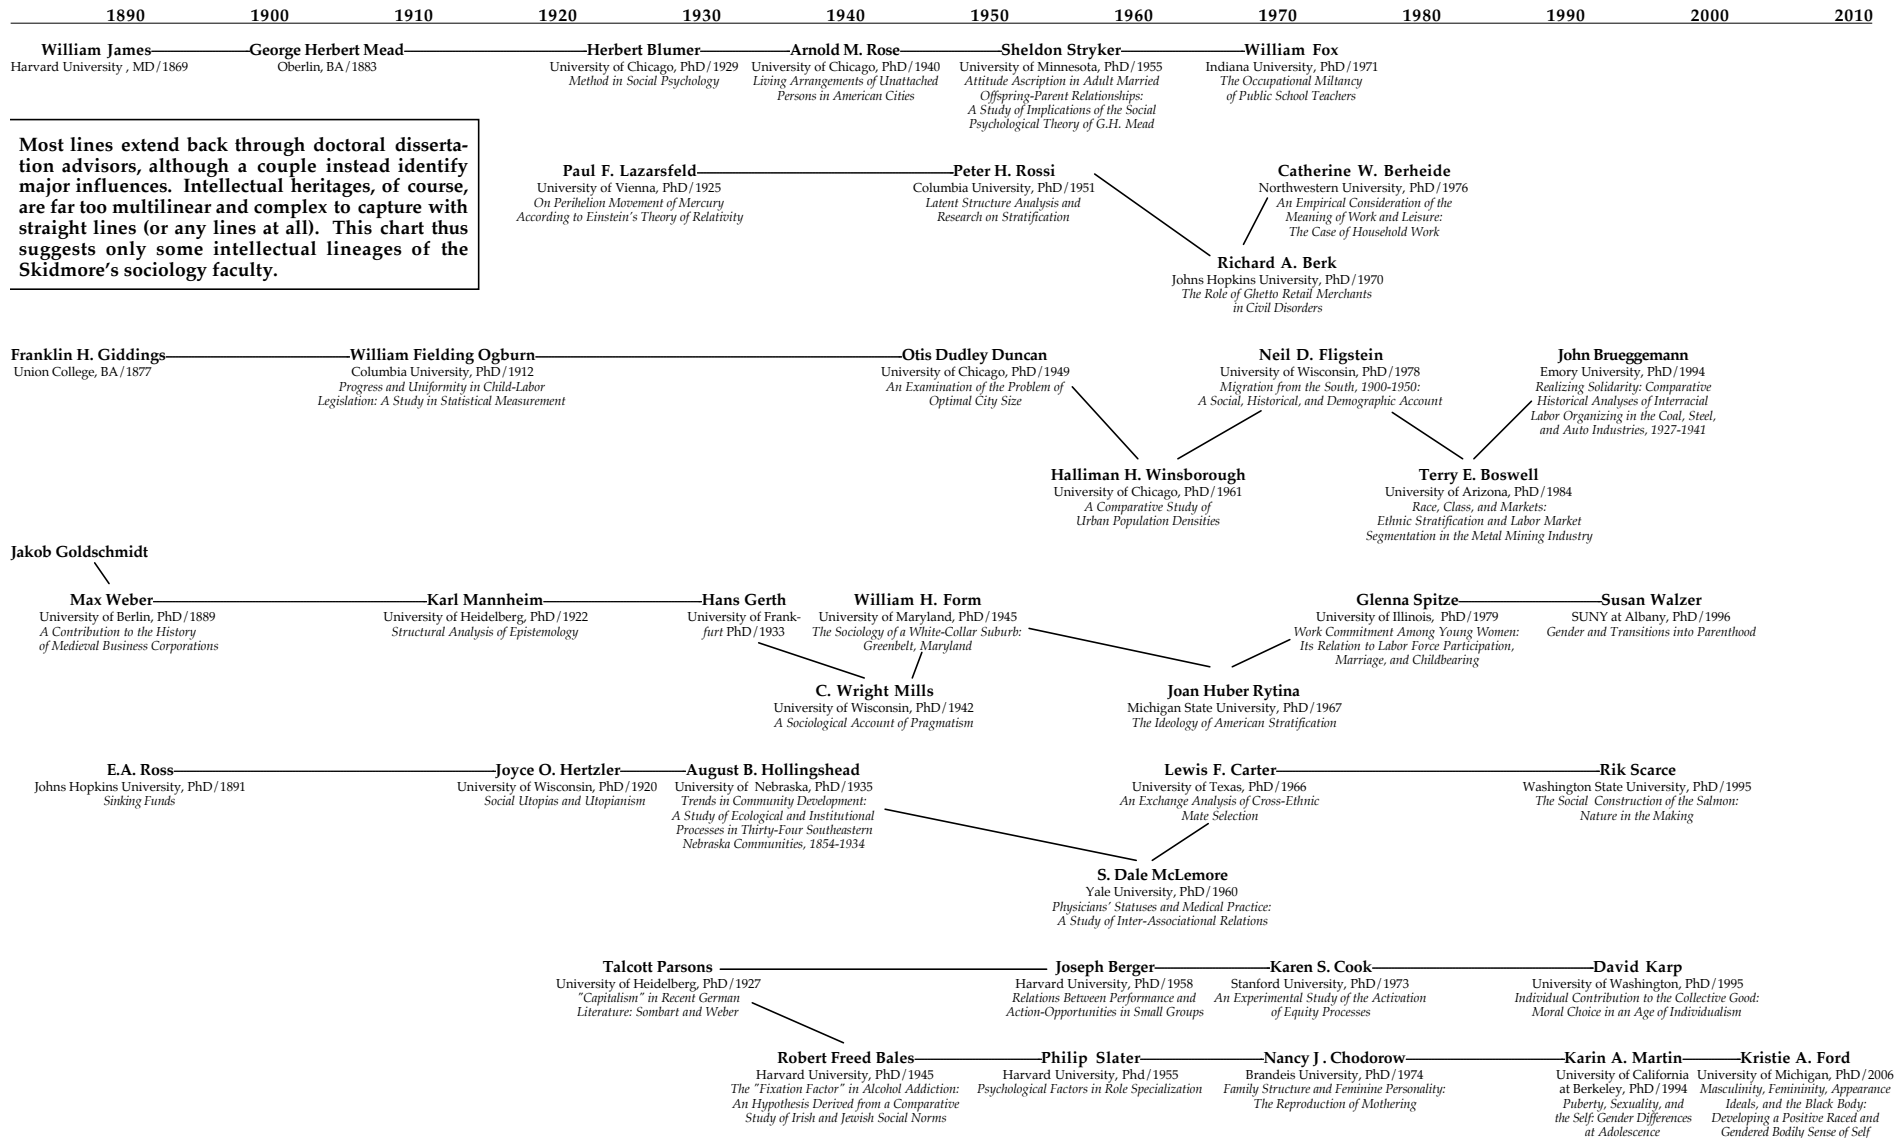 1890 1900 1910 1920 1930 1940 1950 1960 1970 1980 1990 2000 2010
William James
Harvard University , MD/1869
George Herbert Mead
Oberlin, BA/1883
Herbert Blumer
University of Chicago, PhD/1929
Method in Social Psychology
Arnold M. Rose
University of Chicago, PhD/1940
Living Arrangements of Unattached
Persons in American Cities
Sheldon Stryker
University of Minnesota, PhD/1955
Attitude Ascription in Adult Married
Offspring-Parent Relationships:
A Study of Implications of the Social
Psychological Theory of G.H. Mead
William Fox
Indiana University, PhD/1971
The Occupational Miltancy
of Public School Teachers
Most lines extend back through doctoral disserta-
tion advisors, although a couple instead identify
major influences. Intellectual heritages, of course,
are far too multilinear and complex to capture with
straight lines (or any lines at all). This chart thus
suggests only some intellectual lineages of the
Skidmore's sociology faculty.
Paul F. Lazarsfeld
University of Vienna, PhD/1925
On Perihelion Movement of Mercury
According to Einstein's Theory of Relativity
Peter H. Rossi
Columbia University, PhD/1951
Latent Structure Analysis and
Research on Stratification
Catherine W. Berheide
Northwestern University, PhD/1976
An Empirical Consideration of the
Meaning of Work and Leisure:
The Case of Household Work
Richard A. Berk
Johns Hopkins University, PhD/1970
The Role of Ghetto Retail Merchants
in Civil Disorders
Franklin H. Giddings
Union College, BA/1877
William Fielding Ogburn
Columbia University, PhD/1912
Progress and Uniformity in Child-Labor
Legislation: A Study in Statistical Measurement
Otis Dudley Duncan
University of Chicago, PhD/1949
An Examination of the Problem of
Optimal City Size
Neil D. Fligstein
University of Wisconsin, PhD/1978
Migration from the South, 1900-1950:
A Social, Historical, and Demographic Account
John Brueggemann
Emory University, PhD/1994
Realizing Solidarity: Comparative
Historical Analyses of Interracial
Labor Organizing in the Coal, Steel,
and Auto Industries, 1927-1941
Halliman H. Winsborough
University of Chicago, PhD/1961
A Comparative Study of
Urban Population Densities
Terry E. Boswell
University of Arizona, PhD/1984
Race, Class, and Markets:
Ethnic Stratification and Labor Market
Segmentation in the Metal Mining Industry
Jakob Goldschmidt
Max Weber
University of Berlin, PhD/1889
A Contribution to the History
of Medieval Business Corporations
Karl Mannheim
University of Heidelberg, PhD/1922
Structural Analysis of Epistemology
Hans Gerth
University of Frank-
furt PhD/1933
William H. Form
University of Maryland, PhD/1945
The Sociology of a White-Collar Suburb:
Greenbelt, Maryland
Glenna Spitze
University of Illinois, PhD/1979
Work Commitment Among Young Women:
Its Relation to Labor Force Participation,
Marriage, and Childbearing
Susan Walzer
SUNY at Albany, PhD/1996
Gender and Transitions into Parenthood
C. Wright Mills
University of Wisconsin, PhD/1942
A Sociological Account of Pragmatism
Joan Huber Rytina
Michigan State University, PhD/1967
The Ideology of American Stratification
E.A. Ross
Johns Hopkins University, PhD/1891
Sinking Funds
Joyce O. Hertzler
University of Wisconsin, PhD/1920
Social Utopias and Utopianism
August B. Hollingshead
University of Nebraska, PhD/1935
Trends in Community Development:
A Study of Ecological and Institutional
Processes in Thirty-Four Southeastern
Nebraska Communities, 1854-1934
Lewis F. Carter
University of Texas, PhD/1966
An Exchange Analysis of Cross-Ethnic
Mate Selection
Rik Scarce
Washington State University, PhD/1995
The Social Construction of the Salmon:
Nature in the Making
S. Dale McLemore
Yale University, PhD/1960
Physicians' Statuses and Medical Practice:
A Study of Inter-Associational Relations
Talcott Parsons
University of Heidelberg, PhD/1927
"Capitalism" in Recent German
Literature: Sombart and Weber
Joseph Berger
Harvard University, PhD/1958
Relations Between Performance and
Action-Opportunities in Small Groups
Karen S. Cook
Stanford University, PhD/1973
An Experimental Study of the Activation
of Equity Processes
David Karp
University of Washington, PhD/1995
Individual Contribution to the Collective Good:
Moral Choice in an Age of Individualism
Robert Freed Bales
Harvard University, PhD/1945
The "Fixation Factor" in Alcohol Addiction:
An Hypothesis Derived from a Comparative
Study of Irish and Jewish Social Norms
Philip Slater
Harvard University, Phd/1955
Psychological Factors in Role Specialization
Nancy J . Chodorow
Brandeis University, PhD/1974
Family Structure and Feminine Personality:
The Reproduction of Mothering
Karin A. Martin
University of California
at Berkeley, PhD/1994
Puberty, Sexuality, and
the Self: Gender Differences
at Adolescence
Kristie A. Ford
University of Michigan, PhD/2006
Masculinity, Femininity, Appearance
Ideals, and the Black Body:
Developing a Positive Raced and
Gendered Bodily Sense of Self